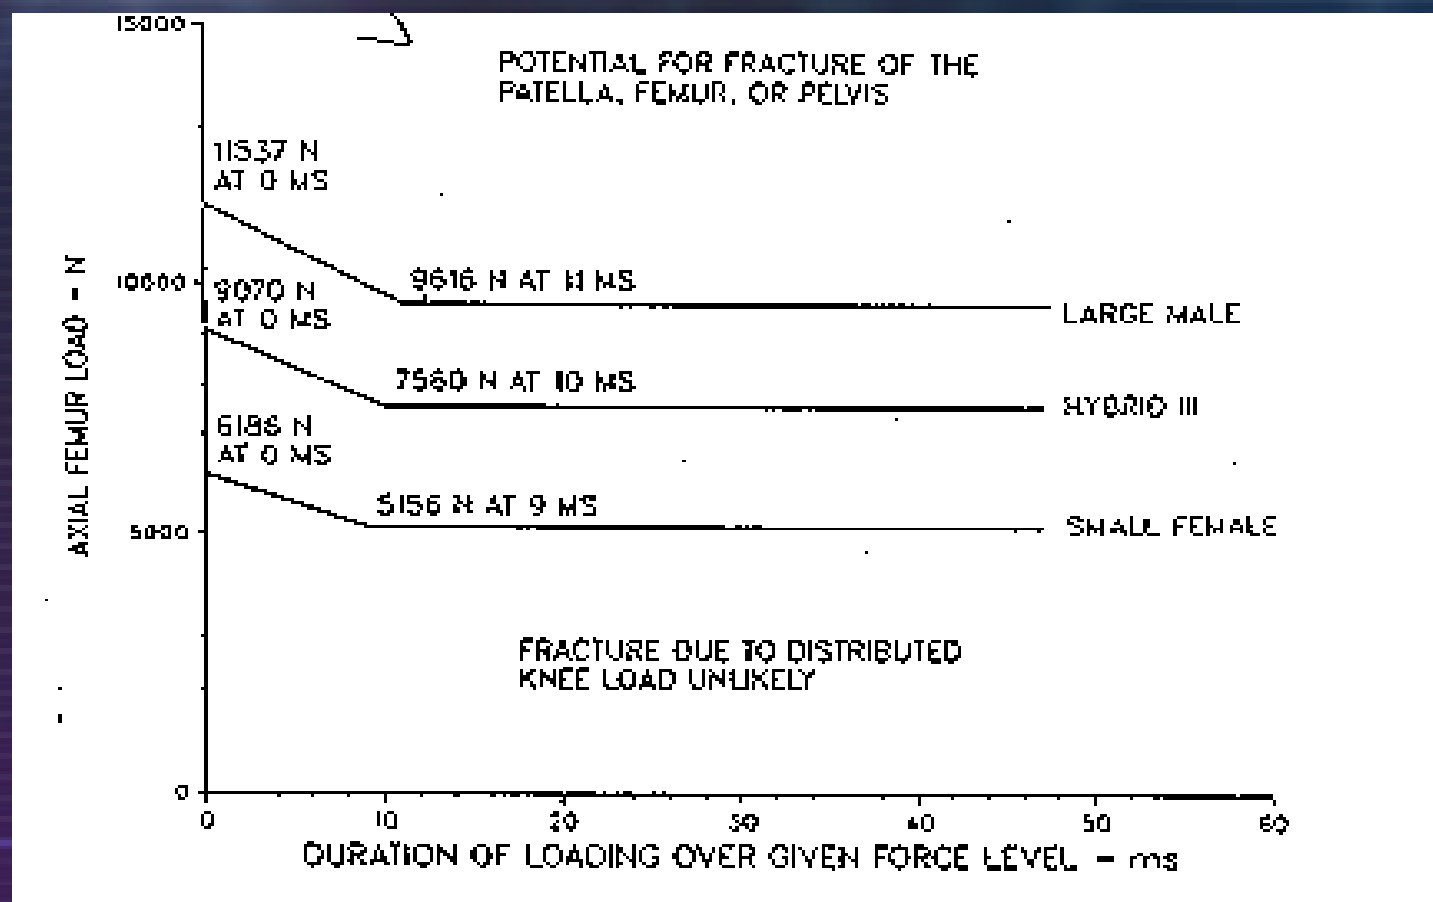 15000
POTENTIAL FOR FRACTURE OF THE
PATELLA, FEMUR, OR PELVIS
11537 N
AT 0 MS
10000
9616 N AT 11 MS
9070 N
AT 0 MS
LARGE MALE
7560 N AT 10 MS
HYBRID III
6186 N
AT 0 MS
5156 N AT 9 MS
5000
SMALL FEMALE
AXIAL FEMUR LOAD - N
FRACTURE DUE TO DISTRIBUTED
KNEE LOAD UNLIKELY
0
0 10 20 30 40 50 60
DURATION OF LOADING OVER GIVEN FORCE LEVEL - ms